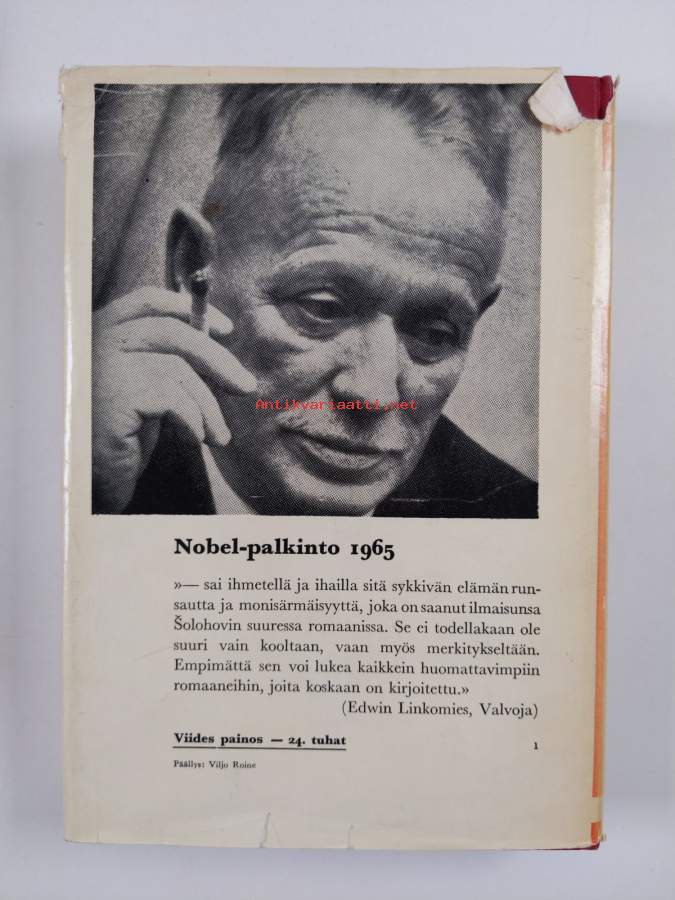 Antikvariaatti.net
Nobel-palkinto 1965
»— sai ihmetellä ja ihailla sitä sykkivän elämän run-
sautta ja monisärmäisyyttä, joka on saanut ilmaisunsa
Šolohovin suuressa romaanissa. Se ei todellakaan ole
suuri vain kooltaan, vaan myös merkitykseltään.
Empimättä sen voi lukea kaikkein huomattavimpiin
romaaneihin, joita koskaan on kirjoitettu.»
(Edwin Linkomies, Valvoja)
Viides painos — 24. tuhat 1
Päällys: Viljo Roine